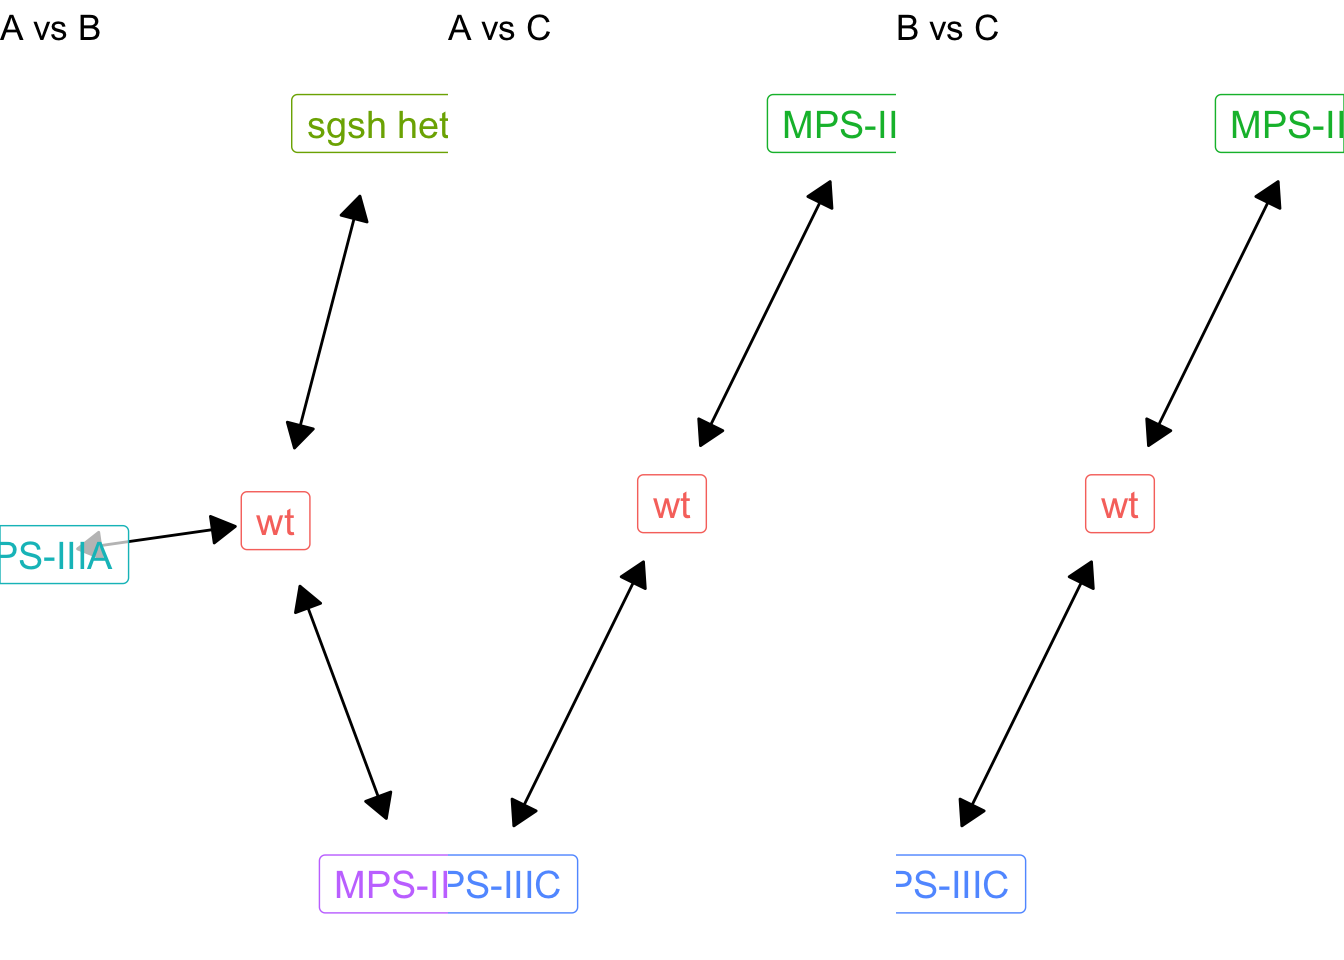 A vs B
A vs C
B vs C
sgsh het
MPS-II
MPS-II
wt
wt
wt
PS-IIIA
MPS-I
PS-IIIC
PS-IIIC